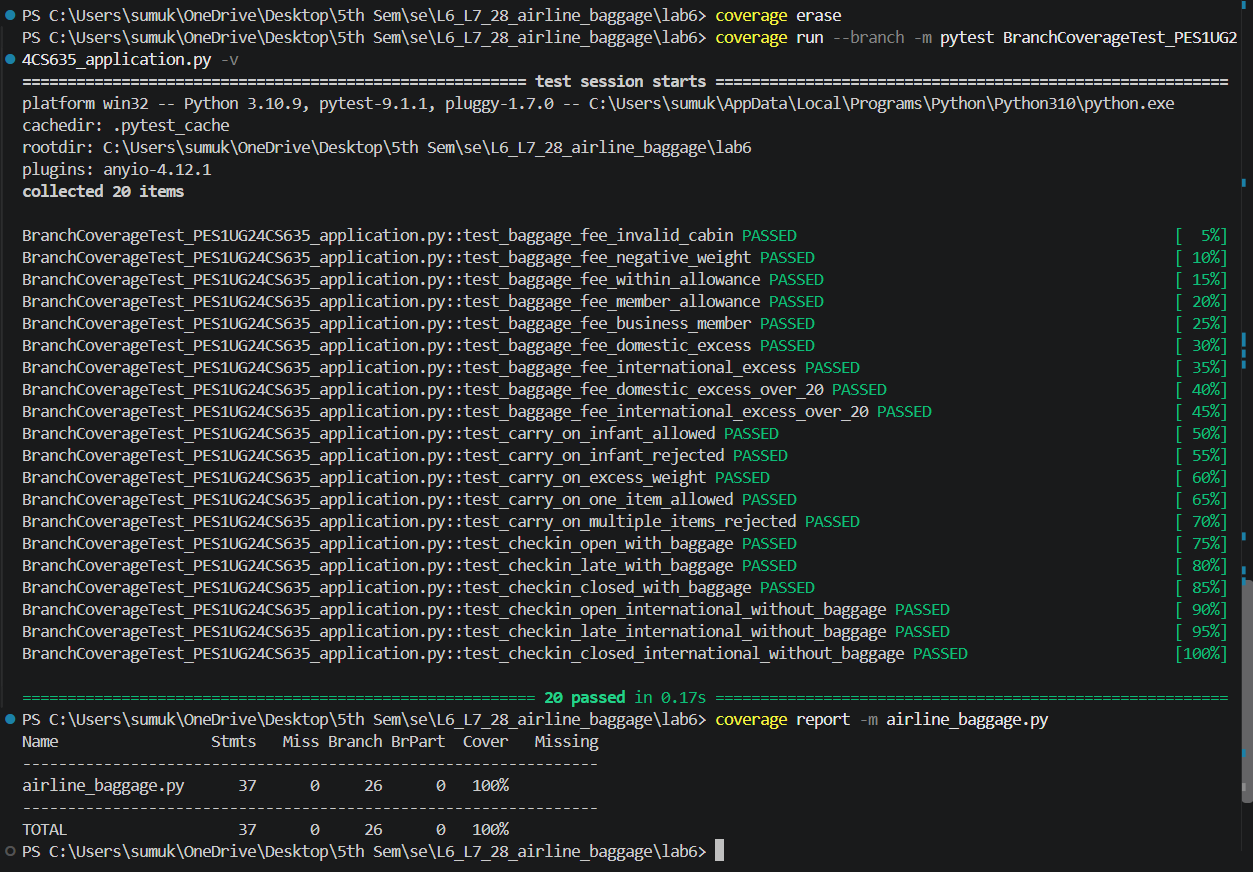 PS C:\Users\sumuk\OneDrive\Desktop\5th Sem\se\L6_L7_28_airline_baggage\lab6> coverage erase
PS C:\Users\sumuk\OneDrive\Desktop\5th Sem\se\L6_L7_28_airline_baggage\lab6> coverage run --branch -m pytest BranchCoverageTest_PES1UG2
4CS635_application.py -v
======================================================== test session starts =========================================================
platform win32 -- Python 3.10.9, pytest-9.1.1, pluggy-1.7.0 -- C:\Users\sumuk\AppData\Local\Programs\Python\Python310\python.exe
cachedir: .pytest_cache
rootdir: C:\Users\sumuk\OneDrive\Desktop\5th Sem\se\L6_L7_28_airline_baggage\lab6
plugins: anyio-4.12.1
collected 20 items
BranchCoverageTest_PES1UG24CS635_application.py::test_baggage_fee_invalid_cabin PASSED [  5%]
BranchCoverageTest_PES1UG24CS635_application.py::test_baggage_fee_negative_weight PASSED [ 10%]
BranchCoverageTest_PES1UG24CS635_application.py::test_baggage_fee_within_allowance PASSED [ 15%]
BranchCoverageTest_PES1UG24CS635_application.py::test_baggage_fee_member_allowance PASSED [ 20%]
BranchCoverageTest_PES1UG24CS635_application.py::test_baggage_fee_business_member PASSED [ 25%]
BranchCoverageTest_PES1UG24CS635_application.py::test_baggage_fee_domestic_excess PASSED [ 30%]
BranchCoverageTest_PES1UG24CS635_application.py::test_baggage_fee_international_excess PASSED [ 35%]
BranchCoverageTest_PES1UG24CS635_application.py::test_baggage_fee_domestic_excess_over_20 PASSED [ 40%]
BranchCoverageTest_PES1UG24CS635_application.py::test_baggage_fee_international_excess_over_20 PASSED [ 45%]
BranchCoverageTest_PES1UG24CS635_application.py::test_carry_on_infant_allowed PASSED [ 50%]
BranchCoverageTest_PES1UG24CS635_application.py::test_carry_on_infant_rejected PASSED [ 55%]
BranchCoverageTest_PES1UG24CS635_application.py::test_carry_on_excess_weight PASSED [ 60%]
BranchCoverageTest_PES1UG24CS635_application.py::test_carry_on_one_item_allowed PASSED [ 65%]
BranchCoverageTest_PES1UG24CS635_application.py::test_carry_on_multiple_items_rejected PASSED [ 70%]
BranchCoverageTest_PES1UG24CS635_application.py::test_checkin_open_with_baggage PASSED [ 75%]
BranchCoverageTest_PES1UG24CS635_application.py::test_checkin_late_with_baggage PASSED [ 80%]
BranchCoverageTest_PES1UG24CS635_application.py::test_checkin_closed_with_baggage PASSED [ 85%]
BranchCoverageTest_PES1UG24CS635_application.py::test_checkin_open_international_without_baggage PASSED [ 90%]
BranchCoverageTest_PES1UG24CS635_application.py::test_checkin_late_international_without_baggage PASSED [ 95%]
BranchCoverageTest_PES1UG24CS635_application.py::test_checkin_closed_international_without_baggage PASSED [100%]
========================================================= 20 passed in 0.17s =========================================================
PS C:\Users\sumuk\OneDrive\Desktop\5th Sem\se\L6_L7_28_airline_baggage\lab6> coverage report -m airline_baggage.py
Name                 Stmts   Miss Branch BrPart  Cover   Missing
----------------------------------------------------------------
airline_baggage.py      37      0     26      0   100%
----------------------------------------------------------------
TOTAL                   37      0     26      0   100%
PS C:\Users\sumuk\OneDrive\Desktop\5th Sem\se\L6_L7_28_airline_baggage\lab6>